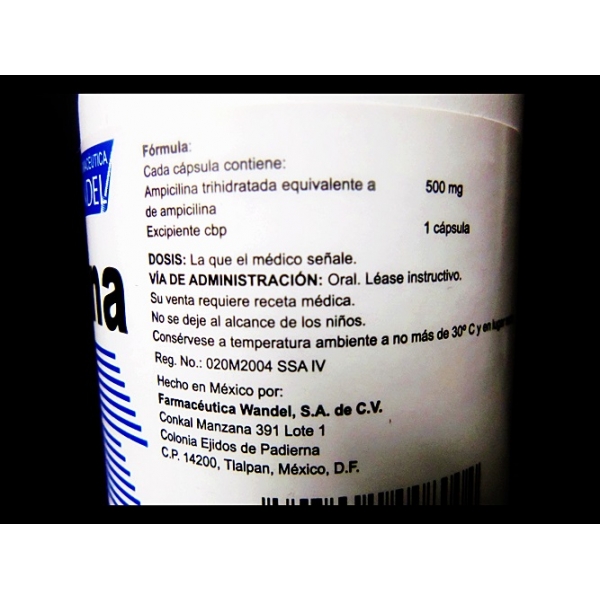 Fórmula:
Cada cápsula contiene:
Ampicilina trihidratada equivalente a 500 mg
de ampicilina
Excipiente cbp 1 cápsula
DOSIS: La que el médico señale.
VÍA DE ADMINISTRACIÓN: Oral. Léase instructivo.
Su venta requiere receta médica.
No se deje al alcance de los niños.
Consérvese a temperatura ambiente a no más de 30º C y en lugar
Reg. No.: 020M2004 SSA IV
Hecho en México por:
Farmacéutica Wandel, S.A. de C.V.
Conkal Manzana 391 Lote 1
Colonia Ejidos de Padierna
C.P. 14200, Tlalpan, México, D.F.